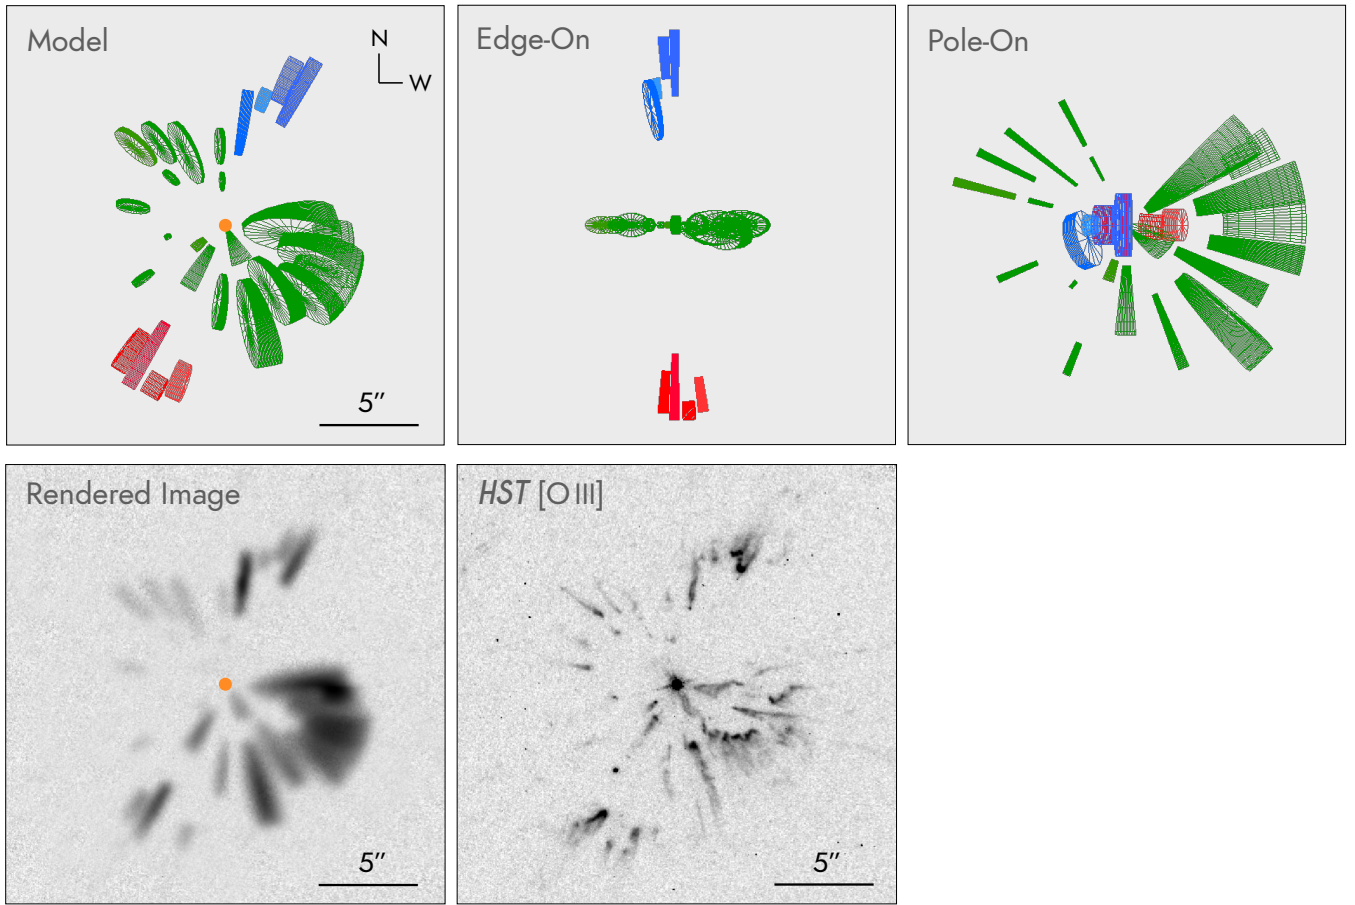 Model
N
W
5″
Edge-On
Pole-On
Rendered Image
5″
HST [O III]
5″